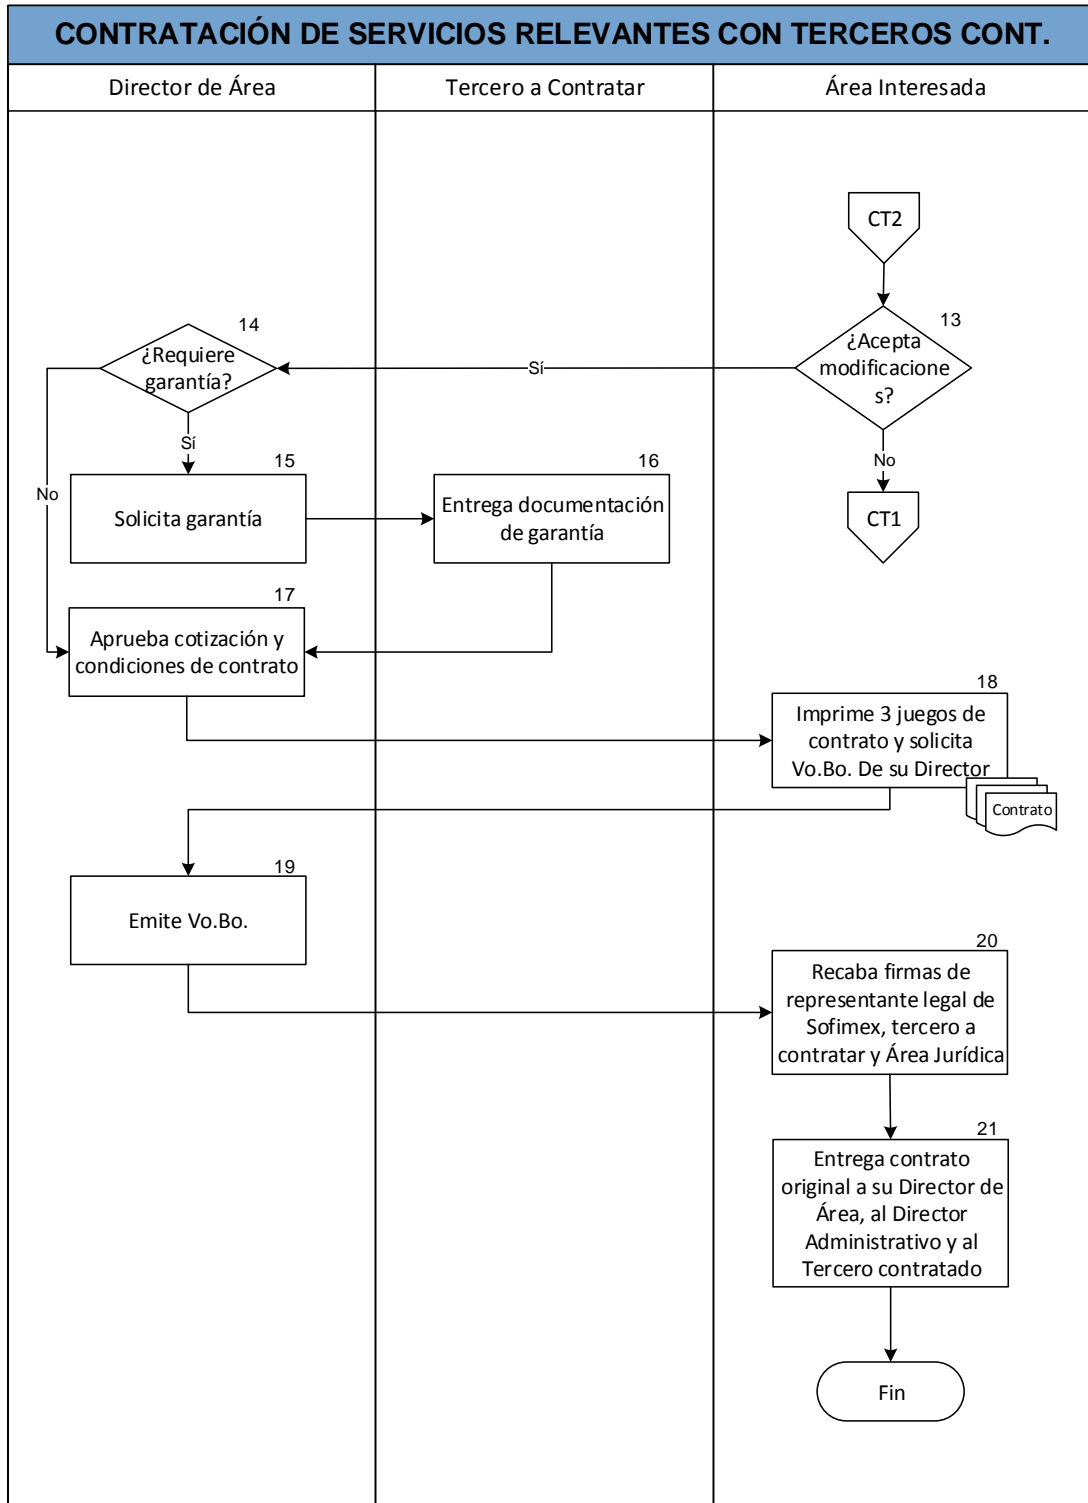 CONTRATACIÓN DE SERVICIOS RELEVANTES CON TERCEROS CONT.
Director de Área
Tercero a Contratar
Área Interesada
CT2
13
¿Acepta
modificacione
s?
Sí
No
CT1
14
¿Requiere
garantía?
Sí
No
15
Solicita garantía
16
Entrega documentación
de garantía
17
Aprueba cotización y
condiciones de contrato
18
Imprime 3 juegos de
contrato y solicita
Vo.Bo. De su Director
Contrato
19
Emite Vo.Bo.
20
Recaba firmas de
representante legal de
Sofimex, tercero a
contratar y Área Jurídica
21
Entrega contrato
original a su Director de
Área, al Director
Administrativo y al
Tercero contratado
Fin